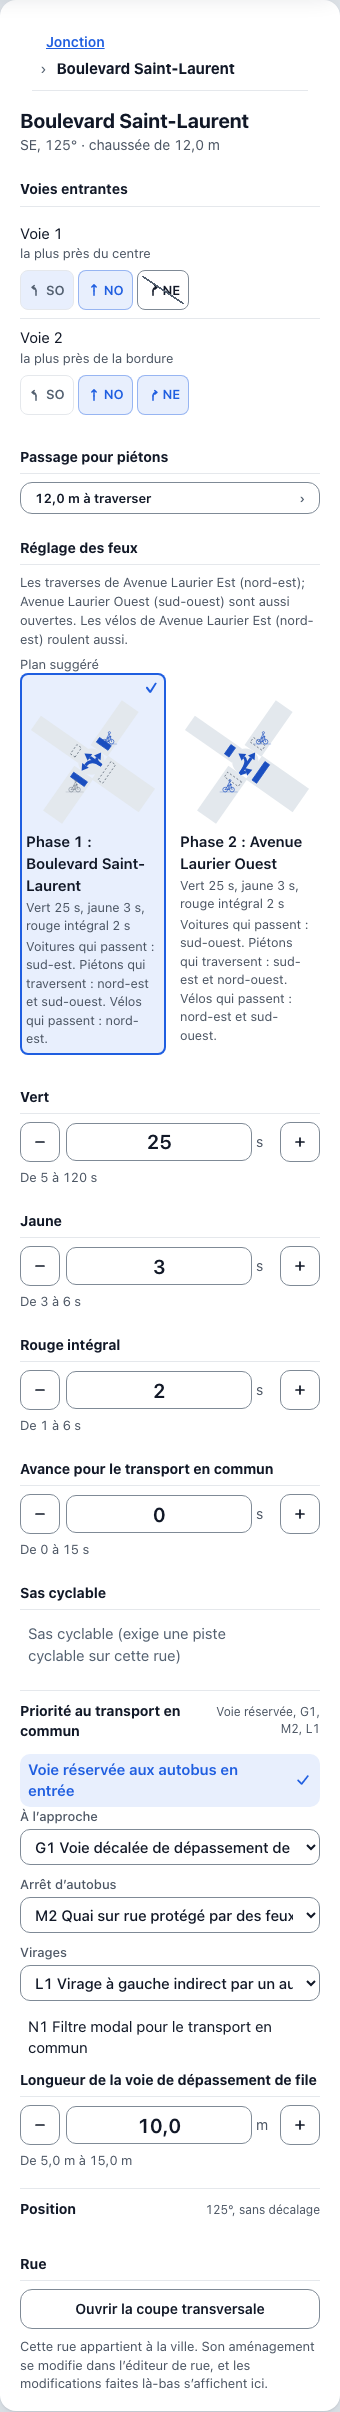 Jonction
› Boulevard Saint-Laurent
Boulevard Saint-Laurent
SE, 125° · chaussée de 12,0 m
Voies entrantes
Voie 1
la plus près du centre
SO NO NE
Voie 2
la plus près de la bordure
SO NO NE
Passage pour piétons
12,0 m à traverser ›
Réglage des feux
Les traverses de Avenue Laurier Est (nord-est);
Avenue Laurier Ouest (sud-ouest) sont aussi
ouvertes. Les vélos de Avenue Laurier Est (nord-
est) roulent aussi.
Plan suggéré
Phase 1 :
Boulevard Saint-
Laurent
Vert 25 s, jaune 3 s,
rouge intégral 2 s
Voitures qui passent :
sud-est. Piétons qui
traversent : nord-est
et sud-ouest. Vélos
qui passent : nord-
est.
Phase 2 : Avenue
Laurier Ouest
Vert 25 s, jaune 3 s,
rouge intégral 2 s
Voitures qui passent :
sud-ouest. Piétons
qui traversent : sud-
est et nord-ouest.
Vélos qui passent :
nord-est et sud-
ouest.
Vert
− 25 s +
De 5 à 120 s
Jaune
− 3 s +
De 3 à 6 s
Rouge intégral
− 2 s +
De 1 à 6 s
Avance pour le transport en commun
− 0 s +
De 0 à 15 s
Sas cyclable
Sas cyclable (exige une piste
cyclable sur cette rue)
Priorité au transport en
commun
Voie réservée, G1,
M2, L1
Voie réservée aux autobus en
entrée
À l'approche
G1 Voie décalée de dépassement de
Arrêt d'autobus
M2 Quai sur rue protégé par des feux
Virages
L1 Virage à gauche indirect par un au
N1 Filtre modal pour le transport en
commun
Longueur de la voie de dépassement de file
− 10,0 m +
De 5,0 m à 15,0 m
Position 125°, sans décalage
Rue
Ouvrir la coupe transversale
Cette rue appartient à la ville. Son aménagement
se modifie dans l'éditeur de rue, et les
modifications faites là-bas s'affichent ici.